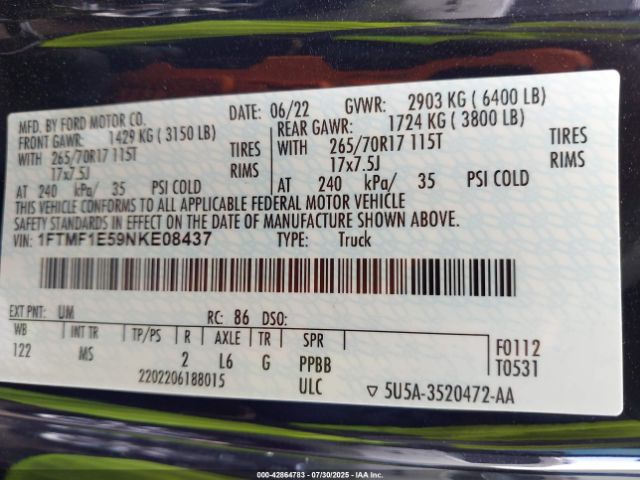 MFD. BY FORD MOTOR CO. DATE: 06/22 GVWR: 2903 KG ( 6400 LB)
FRONT GAWR: 1429 KG ( 3150 LB) REAR GAWR: 1724 KG ( 3800 LB)
WITH 265/70R17 115T TIRES WITH 265/70R17 115T TIRES
17x7.5J RIMS 17x7.5J RIMS
AT 240 kPa/ 35 PSI COLD AT 240 kPa/ 35 PSI COLD
THIS VEHICLE CONFORMS TO ALL APPLICABLE FEDERAL MOTOR VEHICLE
SAFETY STANDARDS IN EFFECT ON THE DATE OF MANUFACTURE SHOWN ABOVE.
VIN: 1FTMF1E59NKE08437 TYPE: Truck
EXT PNT: UM RC: 86 DSO:
WB INT TR TP/PS R AXLE TR SPR F0112
122 MS 2 L6 G PPBB T0531
2202206188015 ULC ▽ 5U5A-3520472-AA
000-42864783 / 07/30/2025 / IAA, Inc.